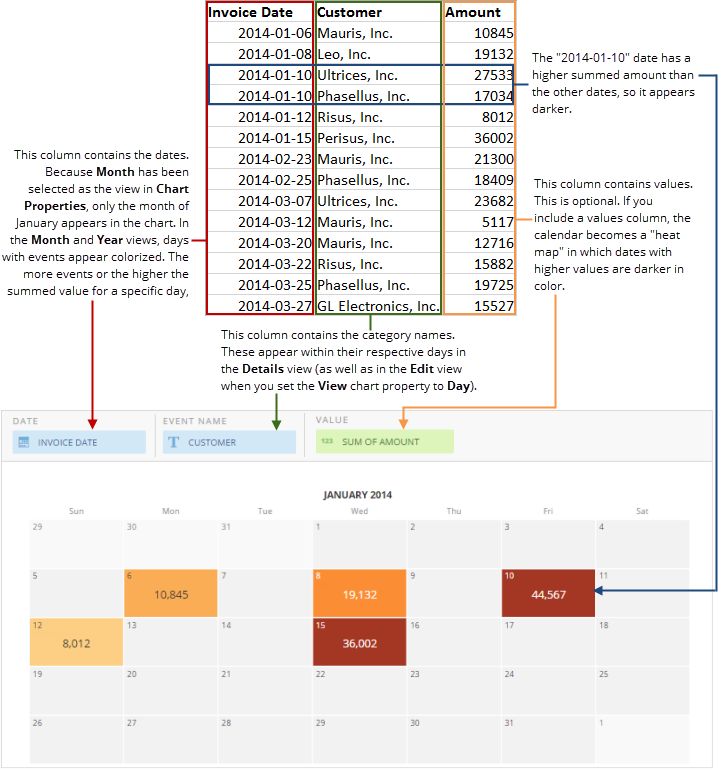 Invoice Date Customer Amount
2014-01-06 Mauris, Inc. 10845
2014-01-08 Leo, Inc. 19132
2014-01-10 Ultrices, Inc. 27533
2014-01-10 Phasellus, Inc. 17034
2014-01-12 Risus, Inc. 8012
2014-01-15 Perisus, Inc. 36002
2014-02-23 Mauris, Inc. 21300
2014-02-25 Phasellus, Inc. 18409
2014-03-07 Ultrices, Inc. 23682
2014-03-12 Mauris, Inc. 5117
2014-03-20 Mauris, Inc. 12716
2014-03-22 Risus, Inc. 15882
2014-03-25 Phasellus, Inc. 19725
2014-03-27 GL Electronics, Inc. 15527
The "2014-01-10" date has a
higher summed amount than
the other dates, so it appears
darker.
This column contains the dates.
Because Month has been
selected as the view in Chart
Properties, only the month of
January appears in the chart. In
the Month and Year views, days
with events appear colorized. The
more events or the higher the
summed value for a specific day,
This column contains values.
This is optional. If you
include a values column, the
calendar becomes a "heat
map" in which dates with
higher values are darker in
color.
This column contains the category names.
These appear within their respective days in
the Details view (as well as in the Edit view
when you set the View chart property to Day).
DATE EVENT NAME VALUE
INVOICE DATE T CUSTOMER 123 SUM OF AMOUNT
JANUARY 2014
Sun Mon Tue Wed Thu Fri Sat
29 30 31 1 2 3 4
5 6 7 8 9 10 11
10,845 19,132 44,567
12 13 14 15 16 17 18
8,012 36,002
19 20 21 22 23 24 25
26 27 28 29 30 31 1